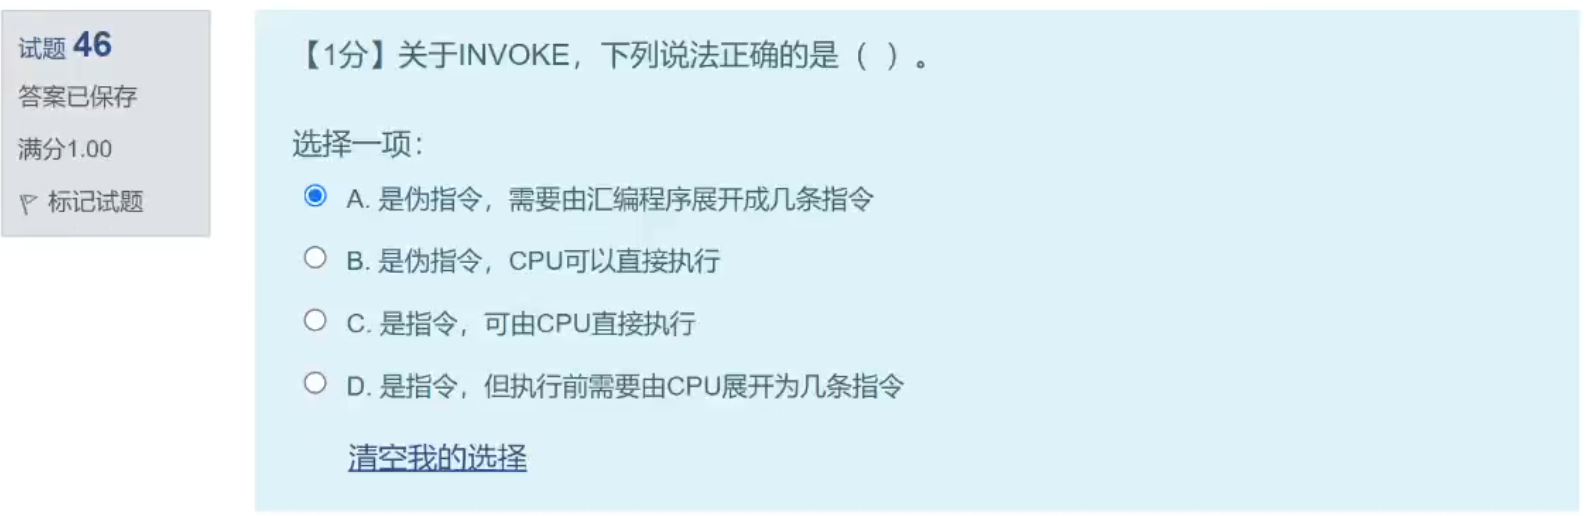 试题 46
答案已保存
满分1.00
标记试题
【1分】关于INVOKE，下列说法正确的是（ ）。
选择一项：
A. 是伪指令，需要由汇编程序展开成几条指令
B. 是伪指令，CPU可以直接执行
C. 是指令，可由CPU直接执行
D. 是指令，但执行前需要由CPU展开为几条指令
清空我的选择